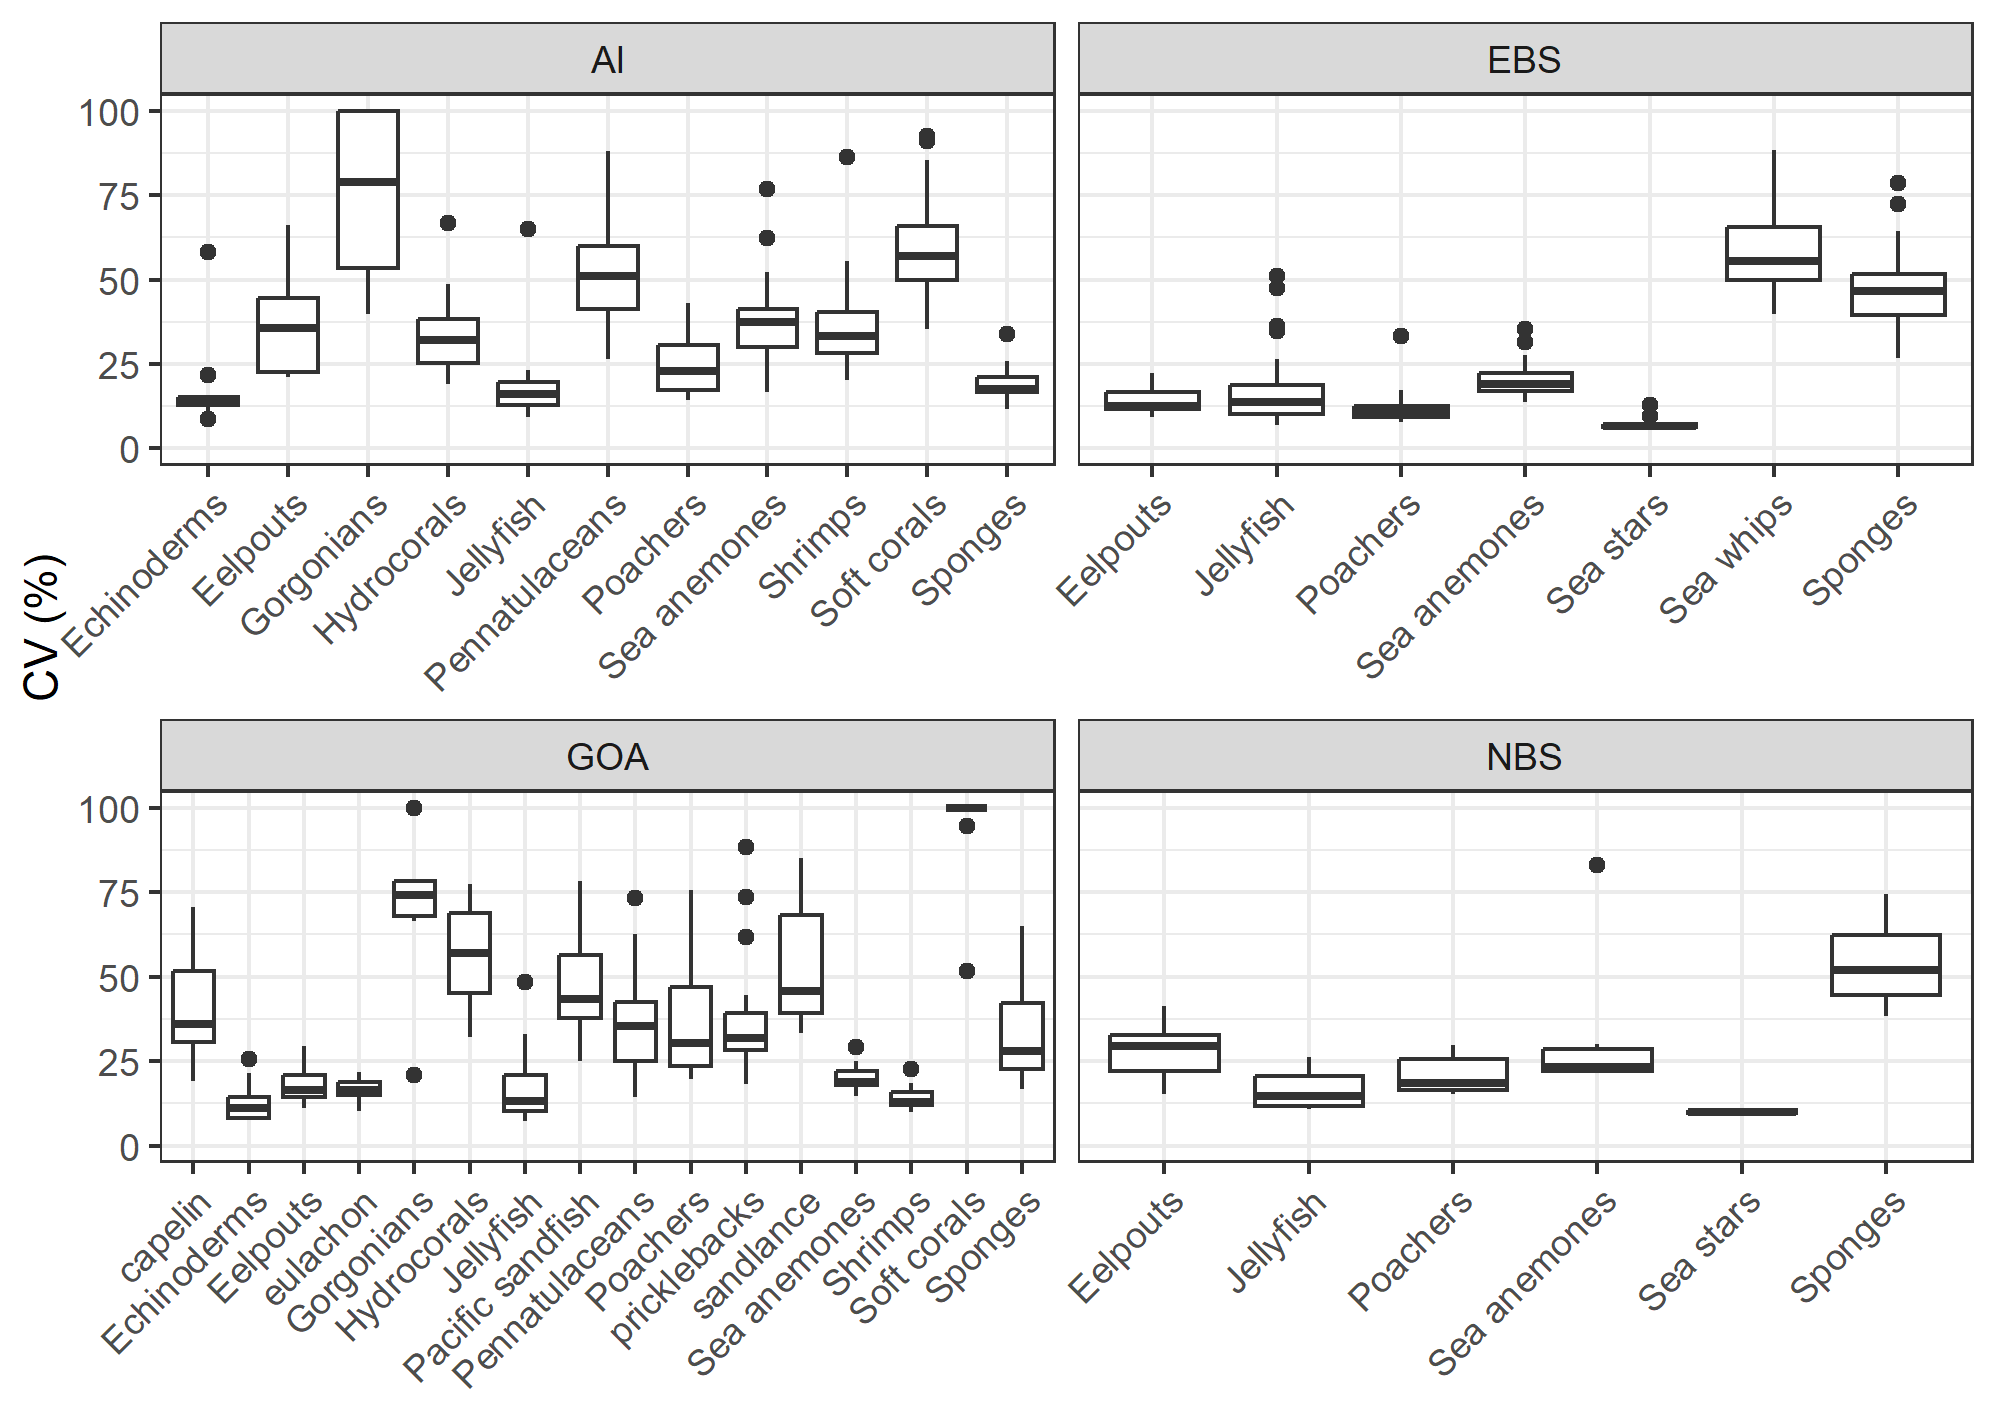 CV (%)
AI
100
75
50
25
0
Echinoderms
Eelpouts
Gorgonians
Hydrocorals
Jellyfish
Pennatulaceans
Poachers
Sea anemones
Shrimps
Soft corals
Sponges
EBS
Eelpouts
Jellyfish
Poachers
Sea anemones
Sea stars
Sea whips
Sponges
GOA
100
75
50
25
0
capelin
Echinoderms
Eelpouts
eulachon
Gorgonians
Hydrocorals
Jellyfish
Pacific sandfish
Pennatulaceans
Poachers
pricklebacks
sandlance
Sea anemones
Shrimps
Soft corals
Sponges
NBS
Eelpouts
Jellyfish
Poachers
Sea anemones
Sea stars
Sponges